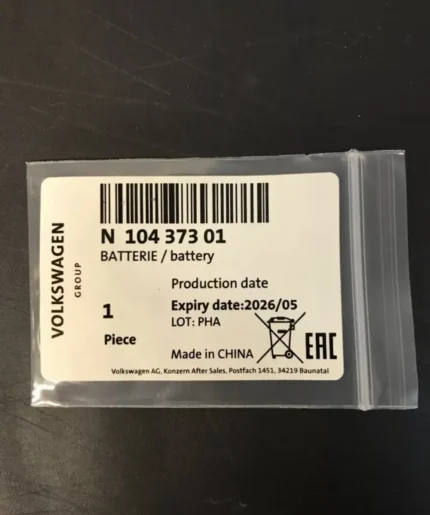 VOLKSWAGEN
GROUP
N 104 373 01
BATTERIE / battery
Production date
Expiry date:2026/05
LOT: PHA
1
Piece
Made in CHINA
EAC
Volkswagen AG, Konzern After Sales, Postfach 1451, 34219 Baunatal